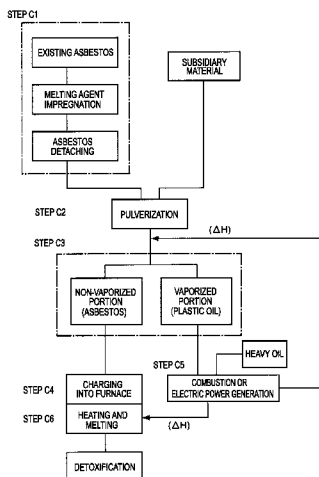 STEP C1
EXISTING ASBESTOS
MELTING AGENT
IMPREGNATION
ASBESTOS
DETACHING
SUBSIDIARY
MATERIAL
STEP C2
PULVERIZATION
(ΔH)
STEP C3
NON-VAPORIZED
PORTION
(ASBESTOS)
VAPORIZED
PORTION
(PLASTIC OIL)
STEP C5
HEAVY OIL
STEP C4
CHARGING
INTO FURNACE
COMBUSTION OR
ELECTRIC POWER GENERATION
STEP C6
HEATING AND
MELTING
(ΔH)
DETOXIFICATION